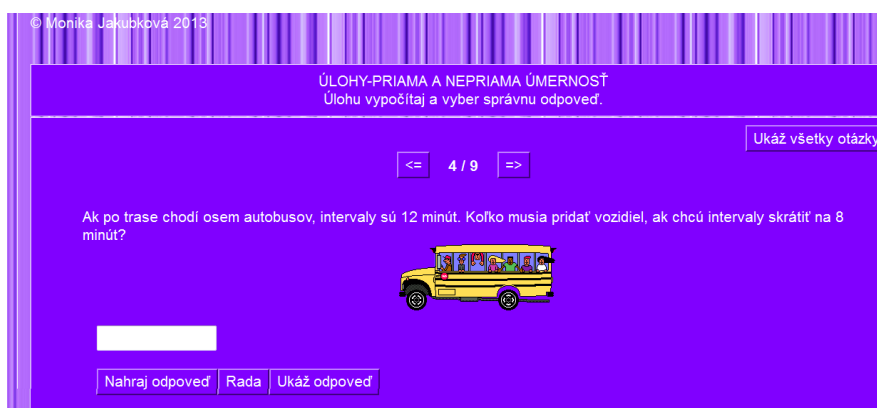 © Monika Jakubková 2013
ÚLOHY-PRIAMA A NEPRIAMA ÚMERNOSŤ
Úlohu vypočítaj a vyber správnu odpoveď.
Ukáž všetky otázky
<= 4 / 9 =>
Ak po trase chodí osem autobusov, intervaly sú 12 minút. Koľko musia pridať vozidiel, ak chcú intervaly skrátiť na 8
minút?
Nahraj odpoveď Rada Ukáž odpoveď